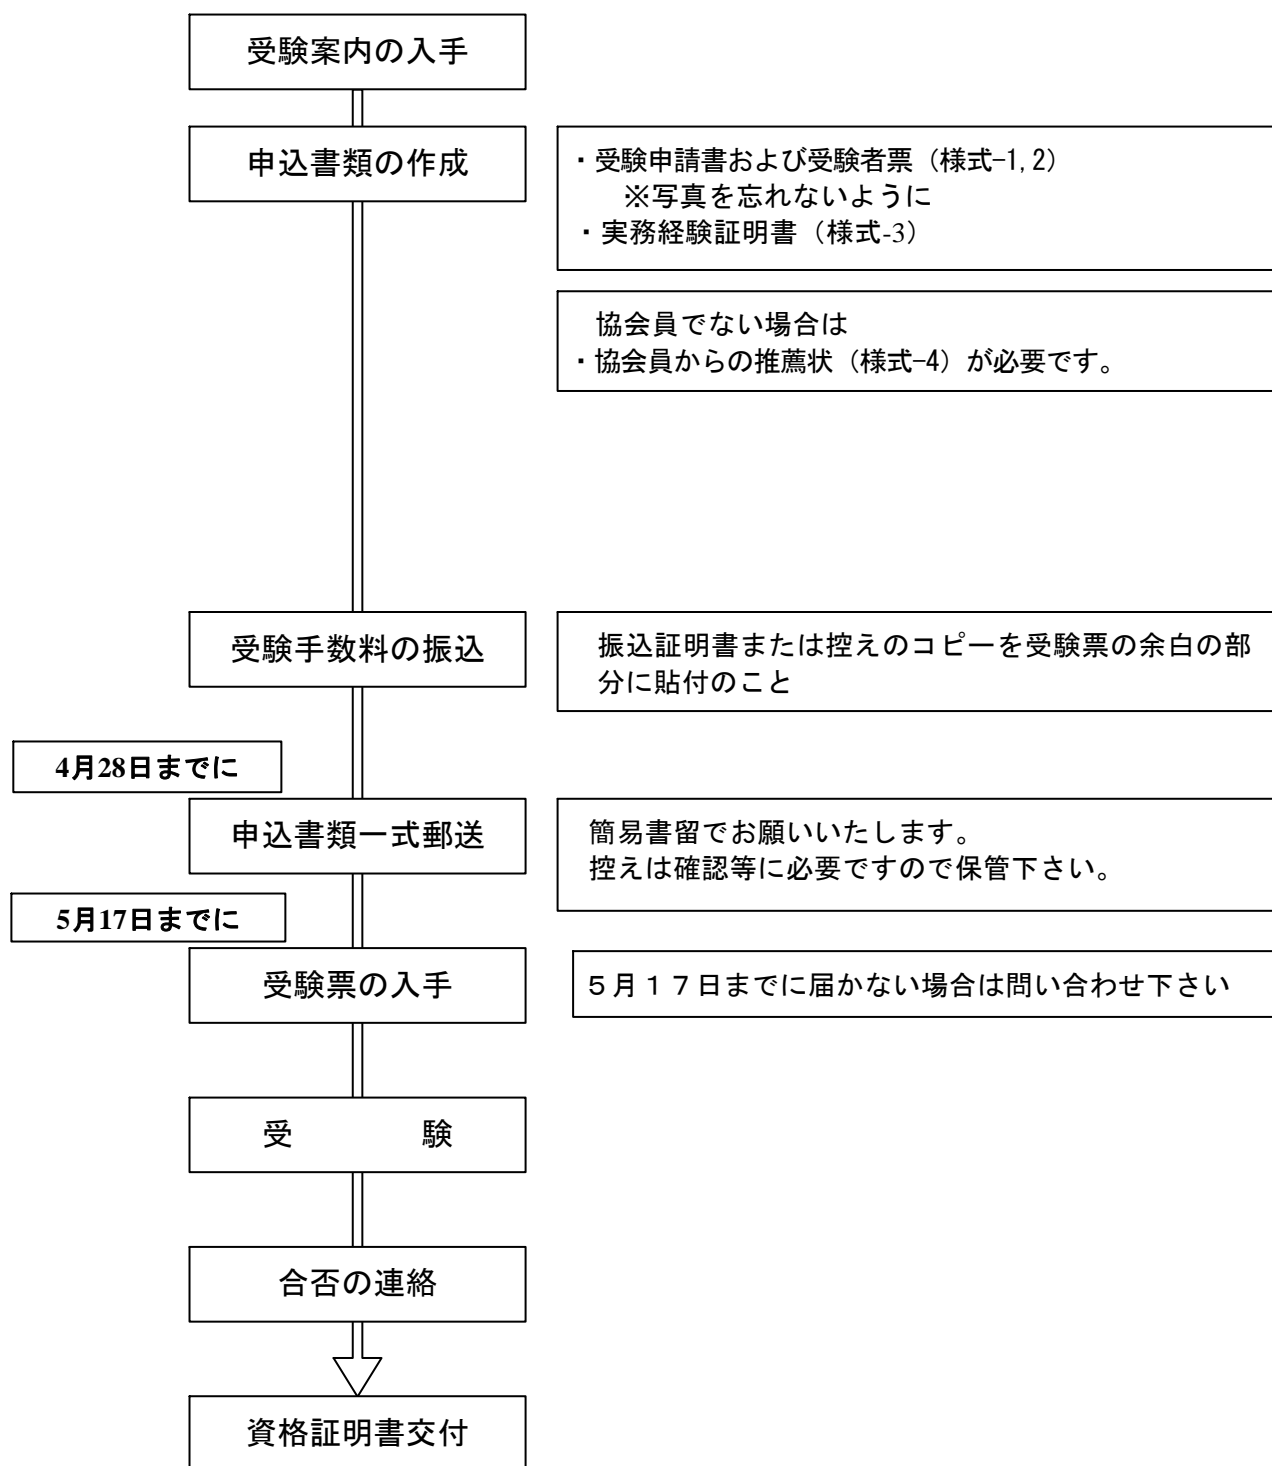 受験案内の入手
申込書類の作成
・受験申請書および受験者票（様式-1,2）
※写真を忘れないように
・実務経験証明書（様式-3）
協会員でない場合は
・協会員からの推薦状（様式-4）が必要です。
受験手数料の振込
振込証明書または控えのコピーを受験票の余白の部
分に貼付のこと
4月28日までに
申込書類一式郵送
簡易書留でお願いいたします。
控えは確認等に必要ですので保管下さい。
5月17日までに
受験票の入手
５月１７日までに届かない場合は問い合わせ下さい
受　　　験
合否の連絡
資格証明書交付